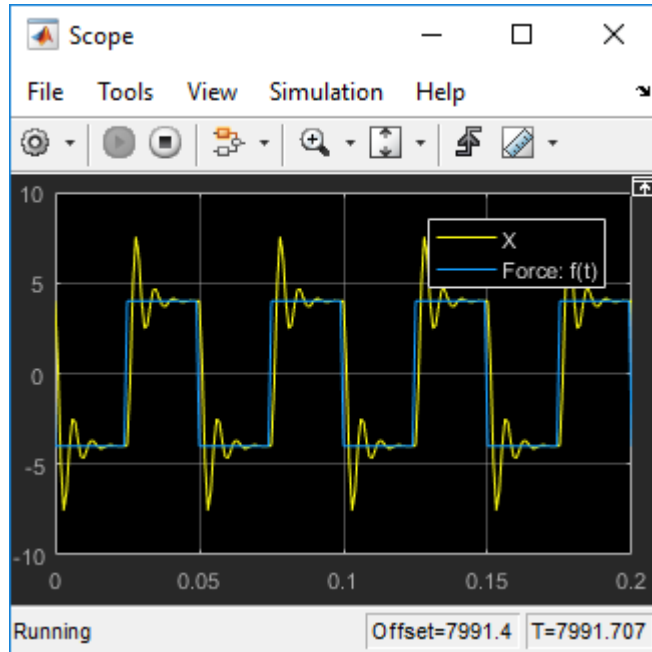 Scope
File Tools View Simulation Help
10
5
0
-5
-10
X
Force: f(t)
0 0.05 0.1 0.15 0.2
Running Offset=7991.4 T=7991.707